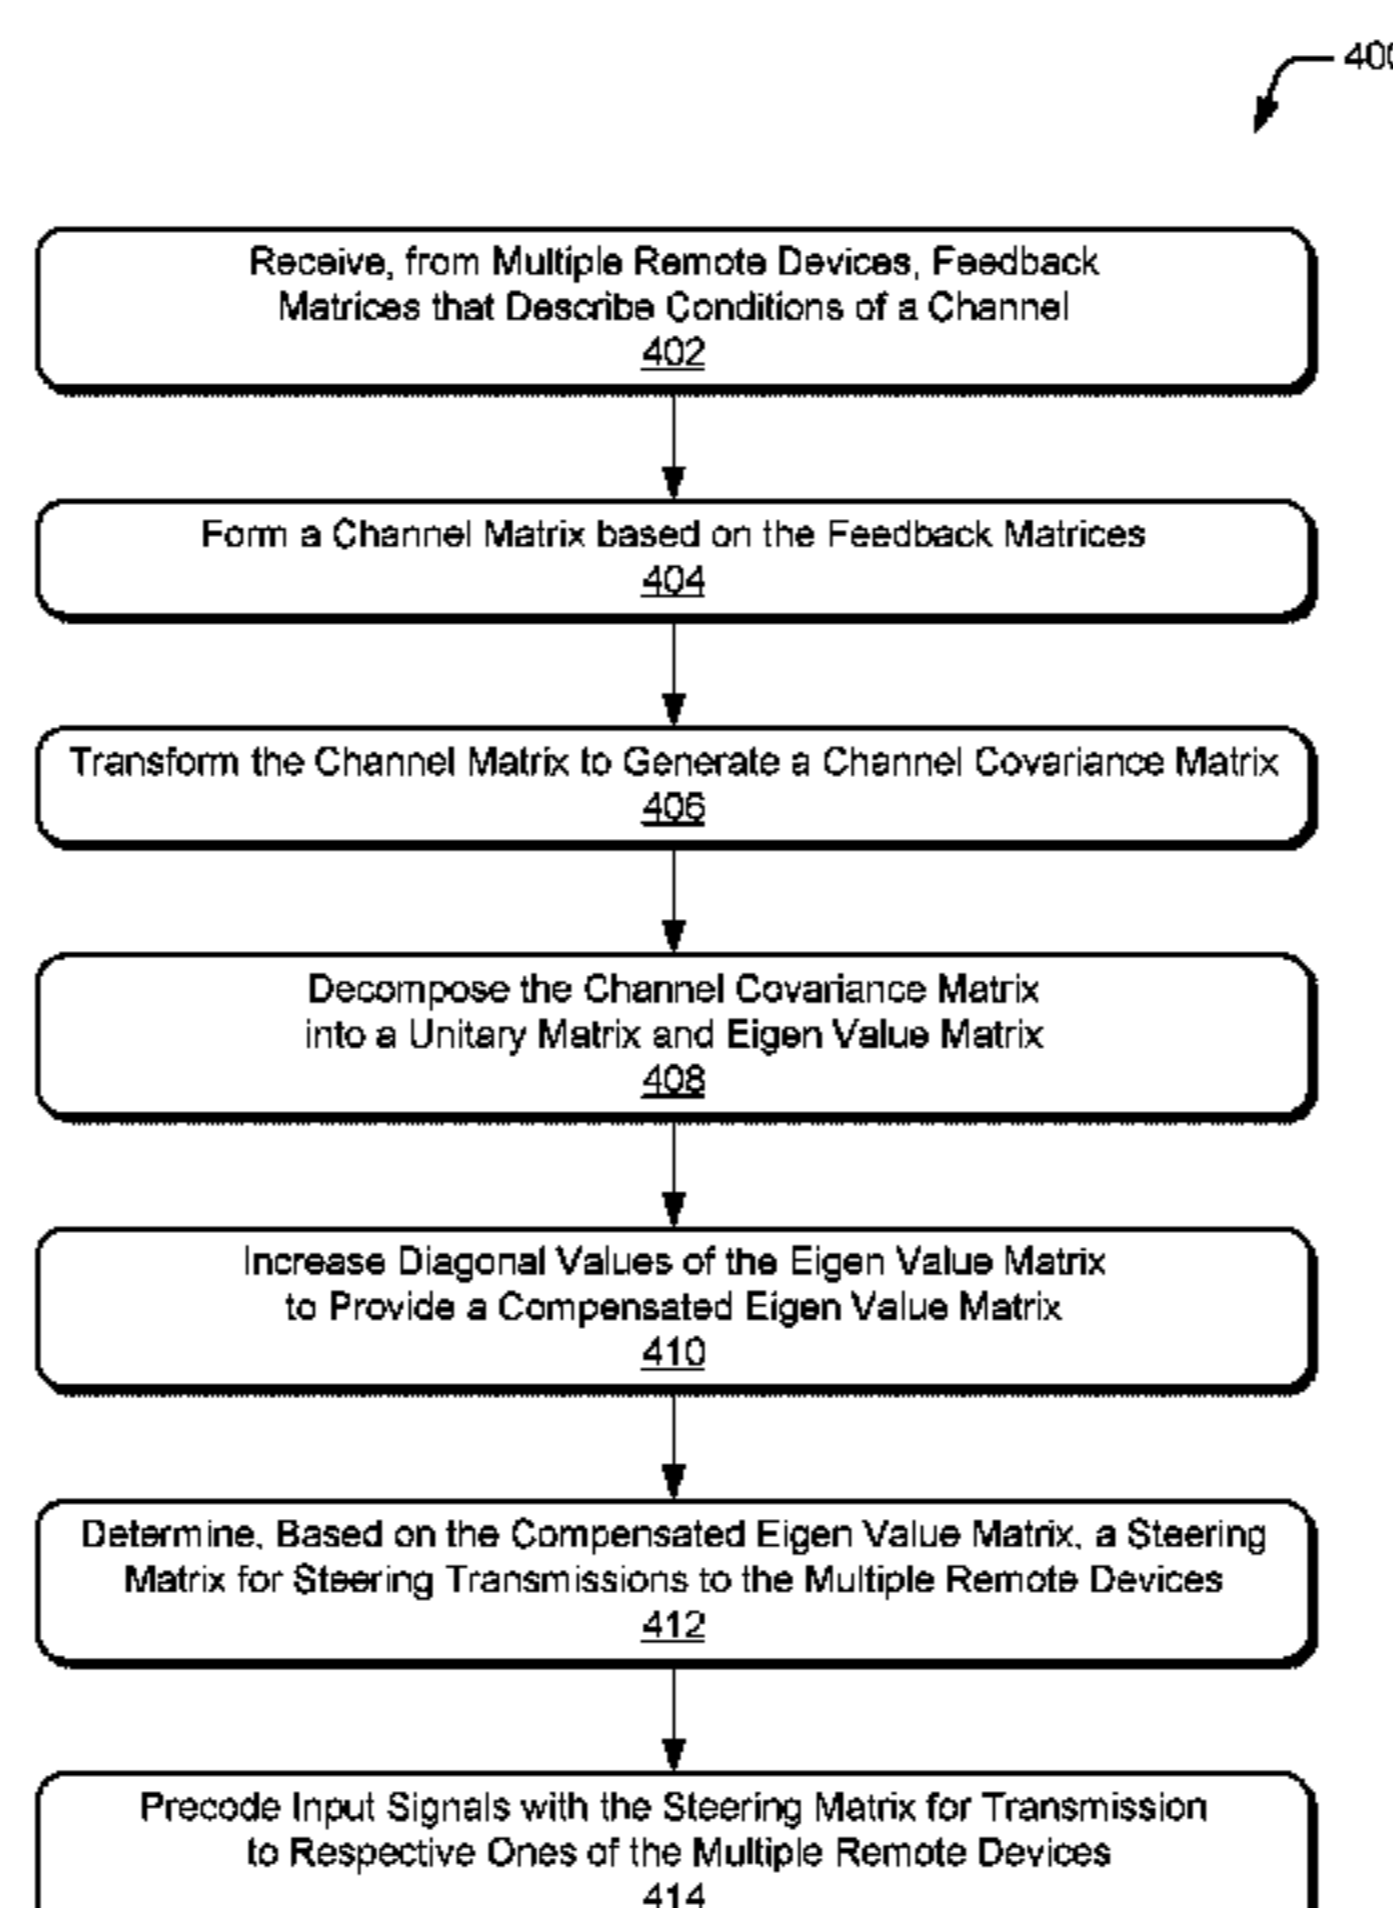 400
Receive, from Multiple Remote Devices, Feedback
Matrices that Describe Conditions of a Channel
402
Form a Channel Matrix based on the Feedback Matrices
404
Transform the Channel Matrix to Generate a Channel Covariance Matrix
406
Decompose the Channel Covariance Matrix
into a Unitary Matrix and Eigen Value Matrix
408
Increase Diagonal Values of the Eigen Value Matrix
to Provide a Compensated Eigen Value Matrix
410
Determine, Based on the Compensated Eigen Value Matrix, a Steering
Matrix for Steering Transmissions to the Multiple Remote Devices
412
Precode Input Signals with the Steering Matrix for Transmission
to Respective Ones of the Multiple Remote Devices
414